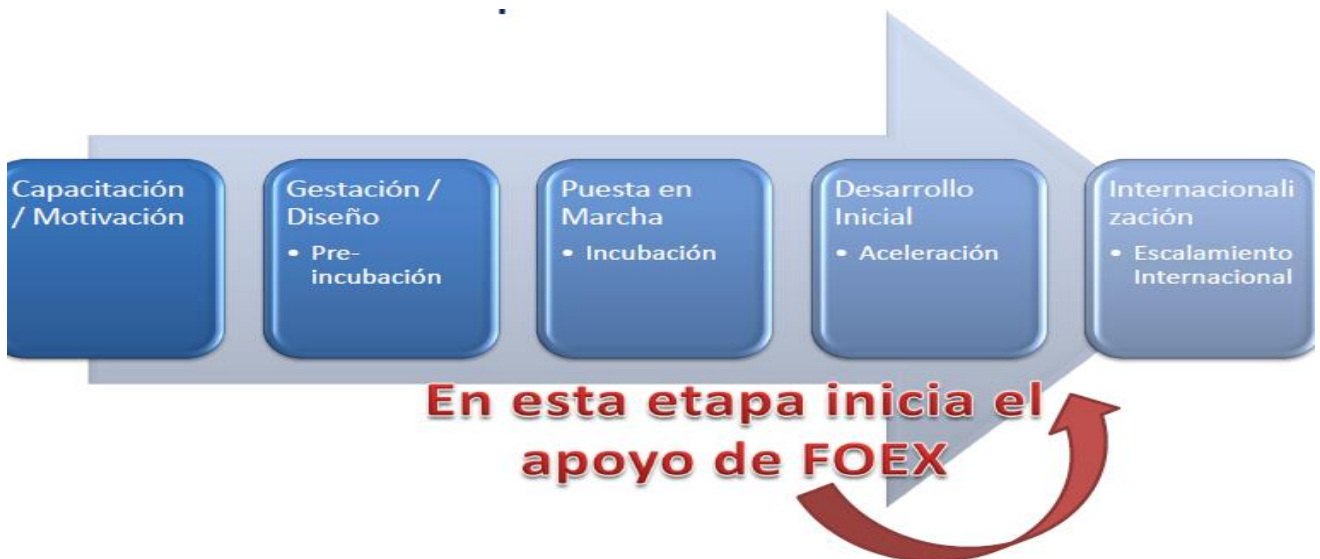 Capacitación
/ Motivación
Gestación /
Diseño
• Pre-
incubación
Puesta en
Marcha
• Incubación
Desarrollo
Inicial
• Aceleración
Internacionali
zación
• Escalamiento
Internacional
En esta etapa inicia el
apoyo de FOEX